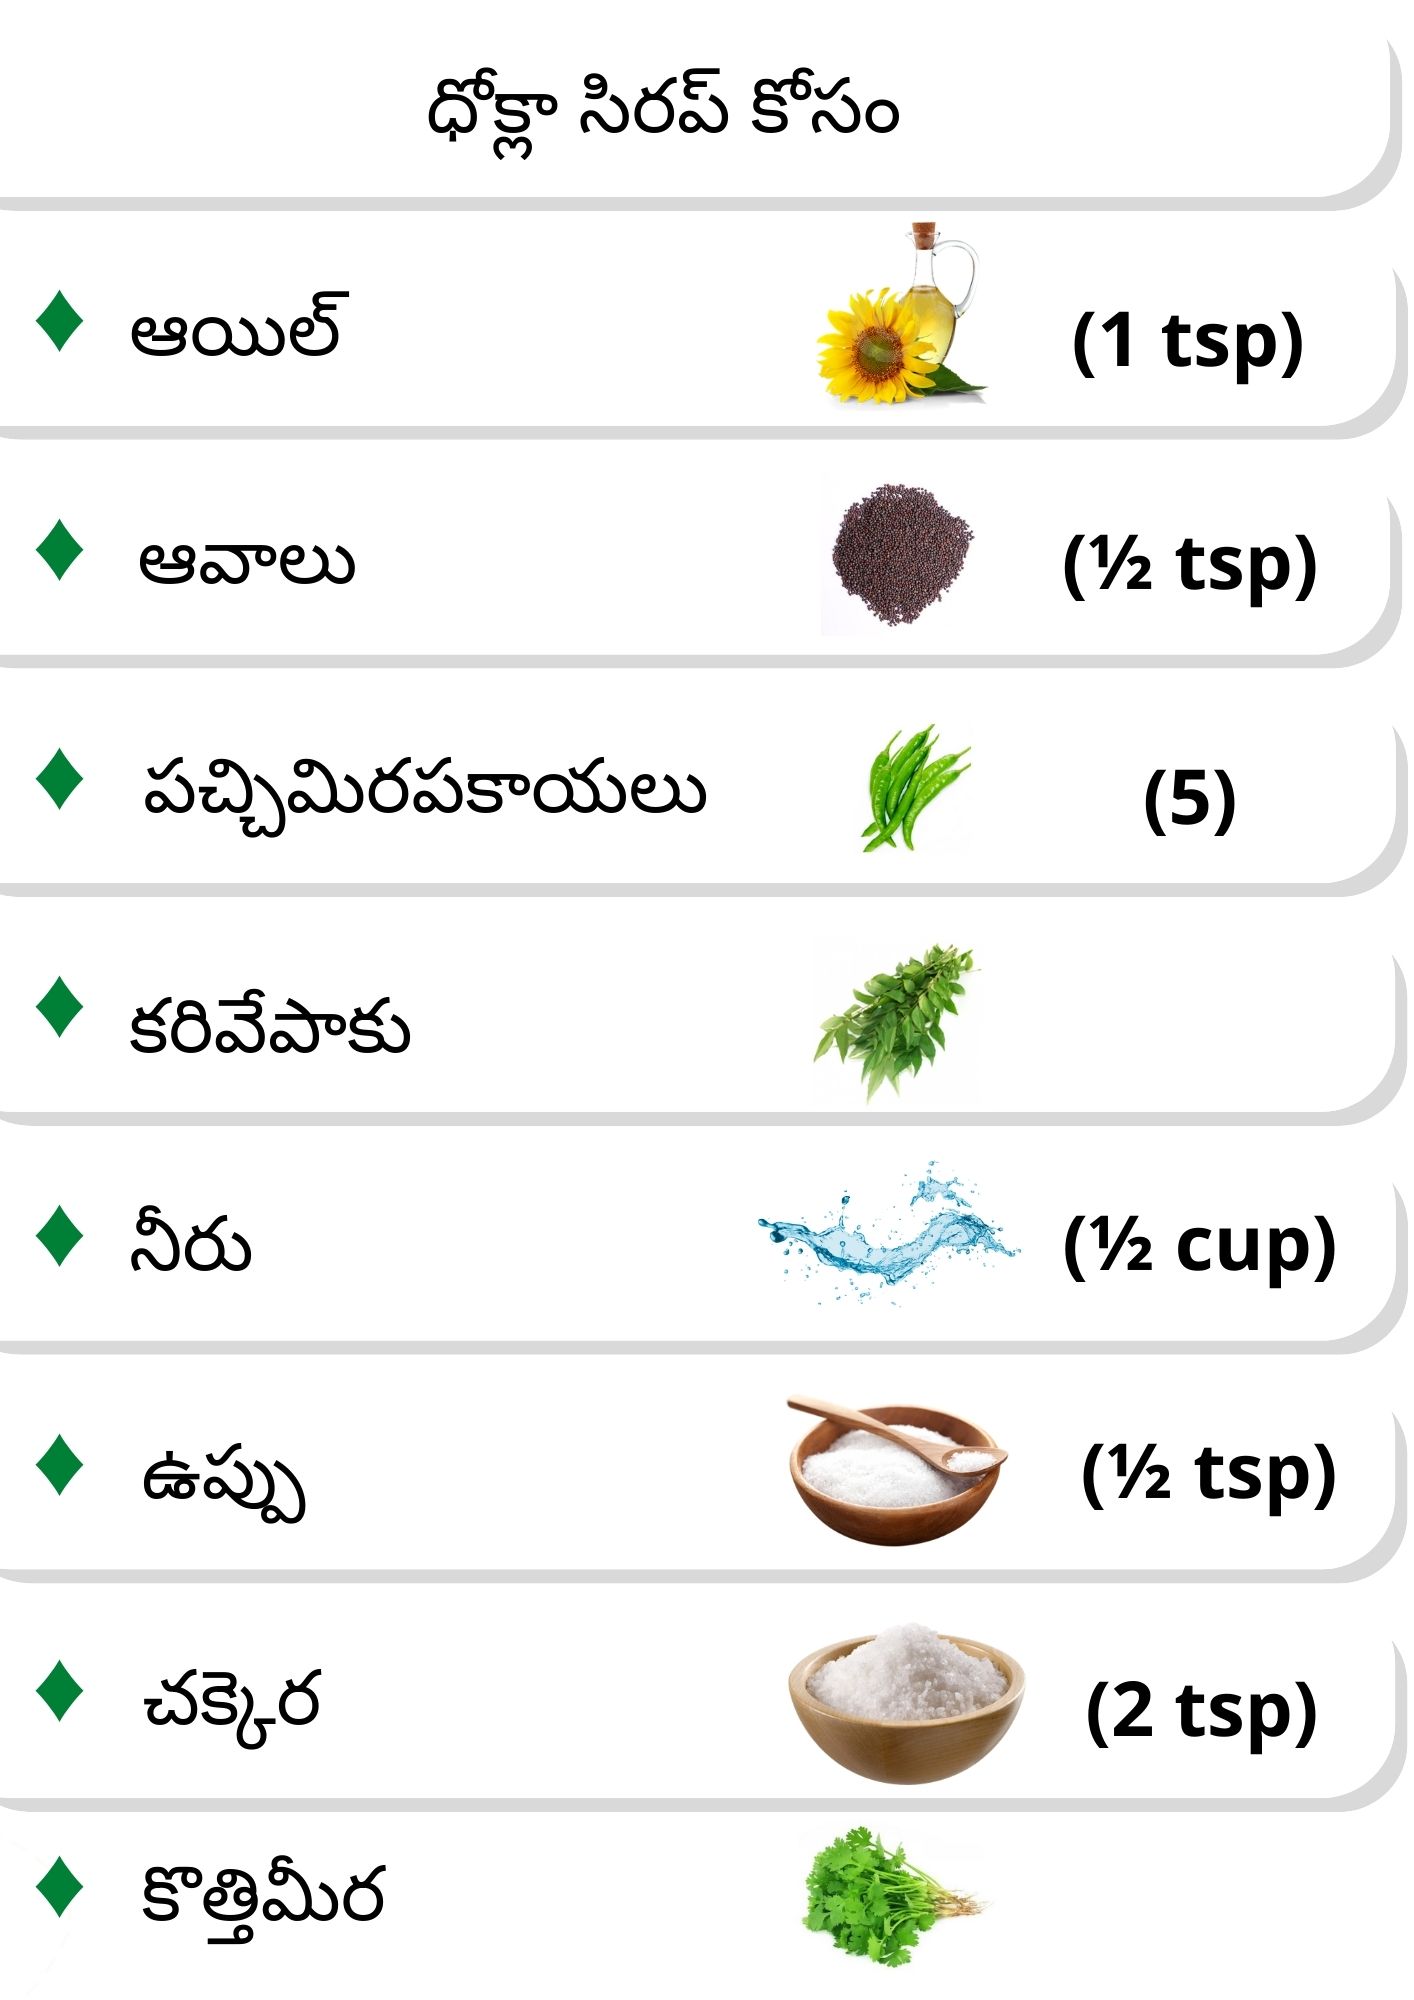 ధోక్లా సిరప్ కోసం
ఆయిల్ (1 tsp)
ఆవాలు (½ tsp)
పచ్చిమిరపకాయలు (5)
కరివేపాకు
నీరు (½ cup)
ఉప్పు (½ tsp)
చక్కెర (2 tsp)
కొత్తిమీర